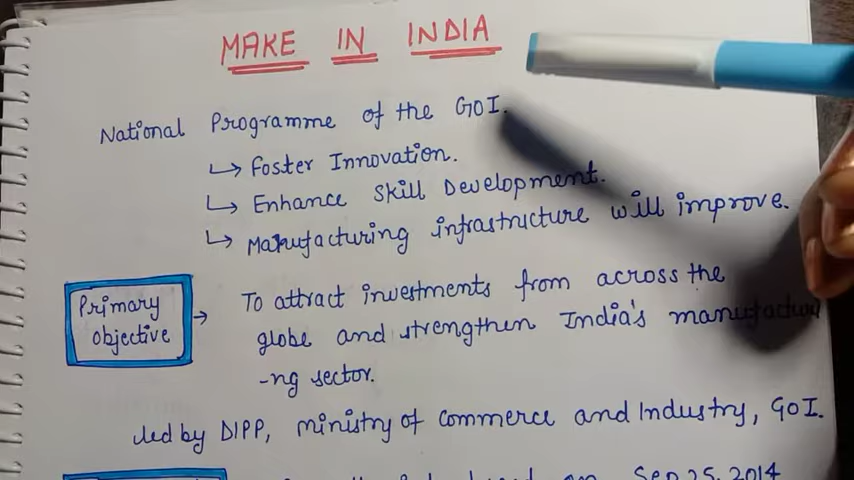 MAKE IN INDIA
National Programme of the GOI.
↳ Foster Innovation.
↳ Enhance Skill Development.
↳ Manufacturing infrastructure will improve.
Primary
objective → To attract investments from across the
globe and strengthen India's manufacturi
-ng sector.
Led by DIPP, ministry of commerce and Industry, GOI.
on Sep 25, 2014